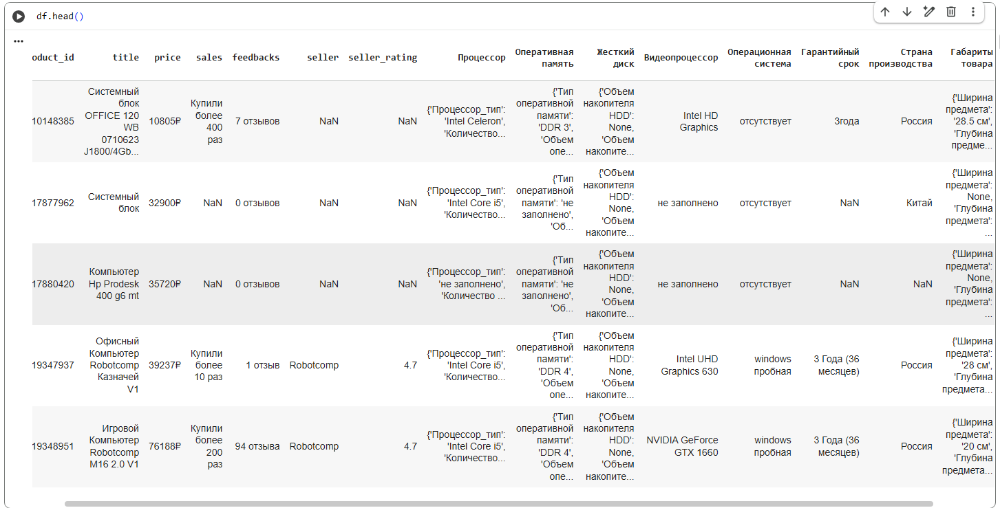 df.head()
oduct_id title price sales feedbacks seller seller_rating Процессор Оперативная память Жесткий диск Видеопроцессор Операционная система Гарантийный срок Страна производства Габариты товара
10148385 Системный блок OFFICE 120 WB 0710623 J1800/4Gb... 10805₽ Купили более 400 раз 7 отзывов NaN NaN {'Процессор_тип': 'Intel Celeron', 'Количество... {'Тип оперативной памяти': 'DDR 3', 'Объем опе... {'Объем накопителя HDD': None, 'Объем накопите... Intel HD Graphics отсутствует 3года Россия {'Ширина предмета': '28.5 см', 'Глубина предме...
17877962 Системный блок 32900₽ NaN 0 отзывов NaN NaN {'Процессор_тип': 'Intel Core i5', 'Количество... {'Тип оперативной памяти': 'не заполнено', 'Об... {'Объем накопителя HDD': None, 'Объем накопите... не заполнено отсутствует NaN Китай {'Ширина предмета': None, 'Глубина предмета': ...
17880420 Компьютер Hp Prodesk 400 g6 mt 35720₽ NaN 0 отзывов NaN NaN {'Процессор_тип': 'не заполнено', 'Количество ... {'Тип оперативной памяти': 'не заполнено', 'Об... {'Объем накопителя HDD': None, 'Объем накопите... не заполнено отсутствует NaN NaN {'Ширина предмета': None, 'Глубина предмета': ...
19347937 Офисный Компьютер Robotcomp Казначей V1 39237₽ Купили более 10 раз 1 отзыв Robotcomp 4.7 {'Процессор_тип': 'Intel Core i5', 'Количество... {'Тип оперативной памяти': 'DDR 4', 'Объем опе... {'Объем накопителя HDD': None, 'Объем накопите... Intel UHD Graphics 630 windows пробная 3 Года (36 месяцев) Россия {'Ширина предмета': '28 см', 'Глубина предмета...
19348951 Игровой Компьютер Robotcomp M16 2.0 V1 76188₽ Купили более 200 раз 94 отзыва Robotcomp 4.7 {'Процессор_тип': 'Intel Core i5', 'Количество... {'Тип оперативной памяти': 'DDR 4', 'Объем опе... {'Объем накопителя HDD': None, 'Объем накопите... NVIDIA GeForce GTX 1660 windows пробная 3 Года (36 месяцев) Россия {'Ширина предмета': '20 см', 'Глубина предмета...